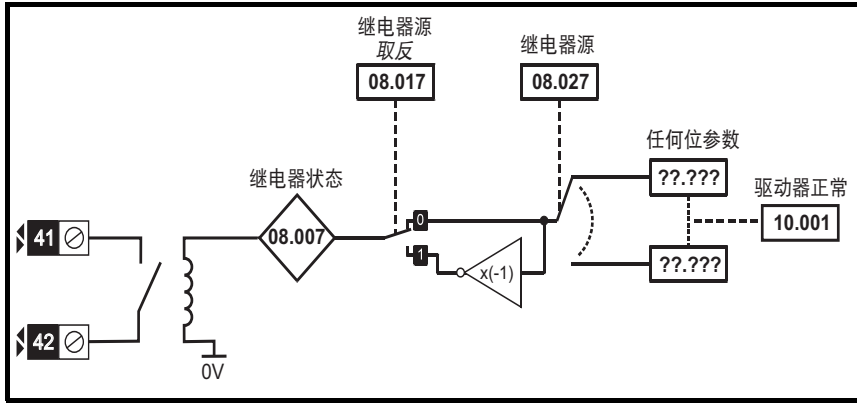 继电器源
取反
08.017
继电器源
08.027
任何位参数
??.???
驱动器正常
10.001
??.???
继电器状态
08.007
0
1
x(-1)
41
42
0V